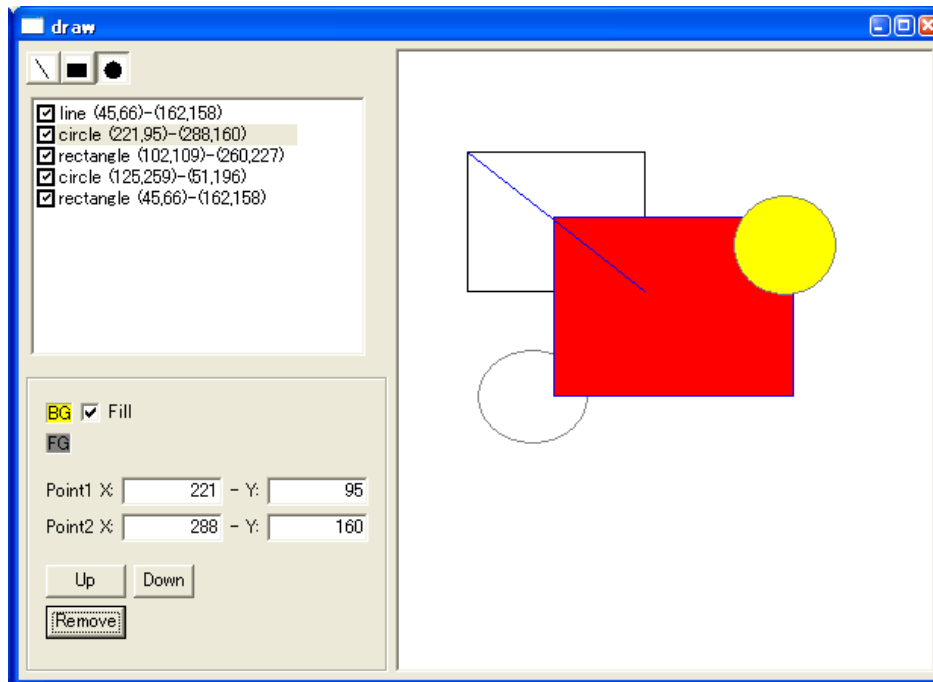 draw
line (45,66)-(162,158)
circle (221,95)-(288,160)
rectangle (102,109)-(260,227)
circle (125,259)-(51,196)
rectangle (45,66)-(162,158)
BG Fill
FG
Point1 X: 221 - Y: 95
Point2 X: 288 - Y: 160
Up Down
Remove